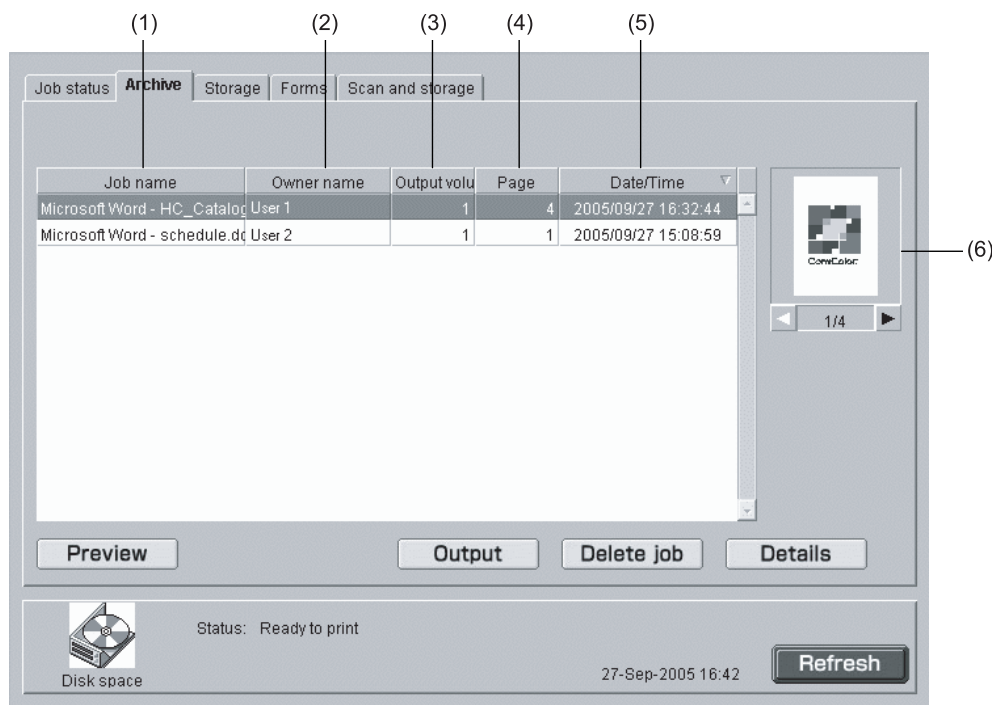 (1) (2) (3) (4) (5)
Job status Archive Storage Forms Scan and storage
Job name Owner name Output volu Page Date/Time
Microsoft Word - HC_Catalog User 1 1 4 2005/09/27 16:32:44
Microsoft Word - schedule.dc User 2 1 1 2005/09/27 15:08:59
ComColor
(6)
1/4
Preview Output Delete job Details
Status: Ready to print
Disk space
27-Sep-2005 16:42
Refresh